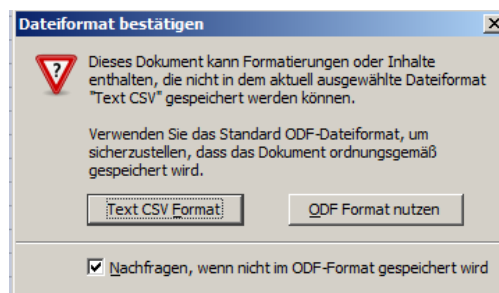 Dateiformat bestätigen
Dieses Dokument kann Formatierungen oder Inhalte
enthalten, die nicht in dem aktuell ausgewählte Dateiformat
"Text CSV" gespeichert werden können.
Verwenden Sie das Standard ODF-Dateiformat, um
sicherzustellen, dass das Dokument ordnungsgemäß
gespeichert wird.
Text CSV Format ODF Format nutzen
Nachfragen, wenn nicht im ODF-Format gespeichert wird